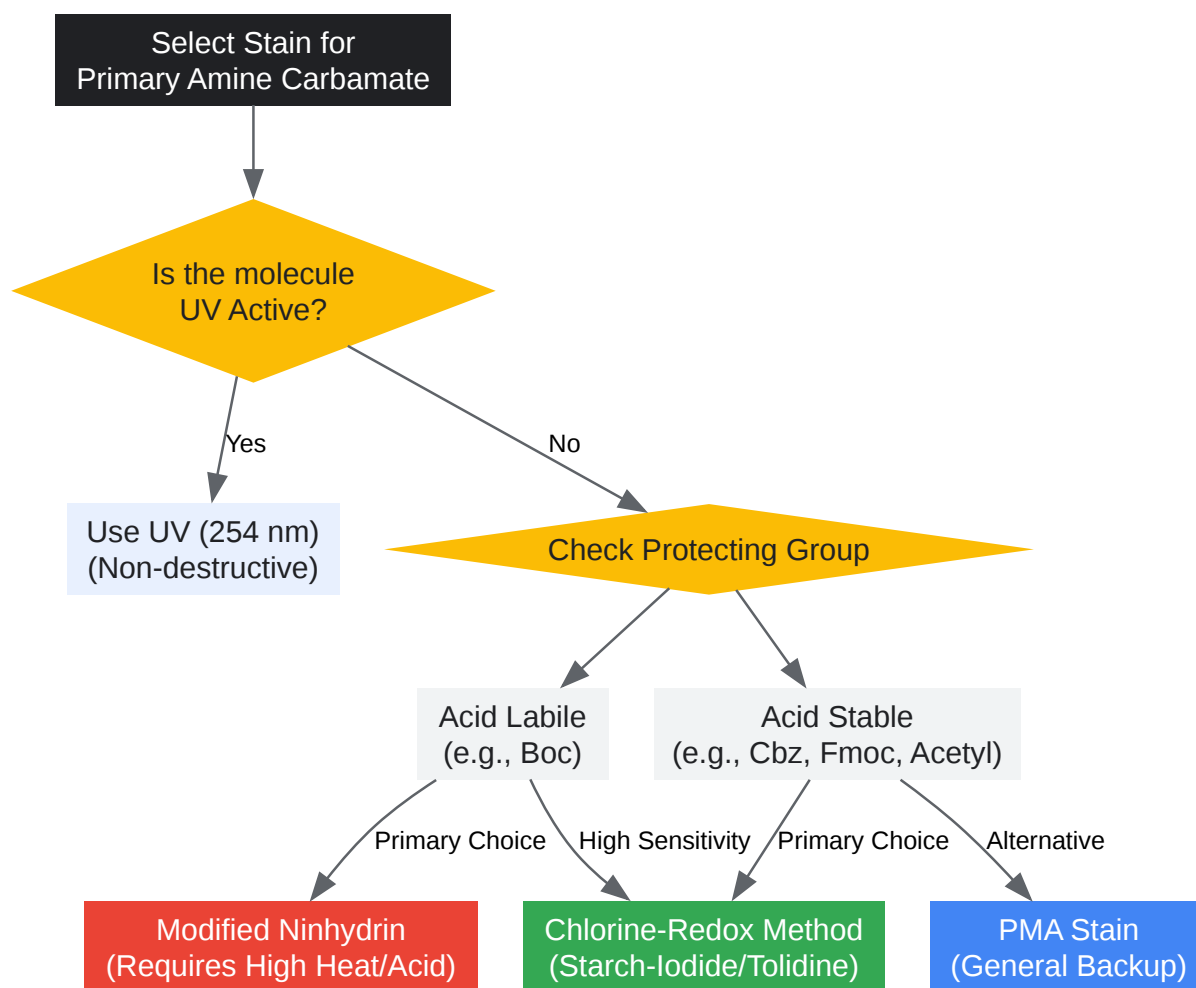 Select Stain for
Primary Amine Carbamate
Is the molecule
UV Active?
Yes
No
Use UV (254 nm)
(Non-destructive)
Check Protecting Group
Acid Labile
(e.g., Boc)
Acid Stable
(e.g., Cbz, Fmoc, Acetyl)
Primary Choice
High Sensitivity
Primary Choice
Alternative
Modified Ninhydrin
(Requires High Heat/Acid)
Chlorine-Redox Method
(Starch-Iodide/Tolidine)
PMA Stain
(General Backup)